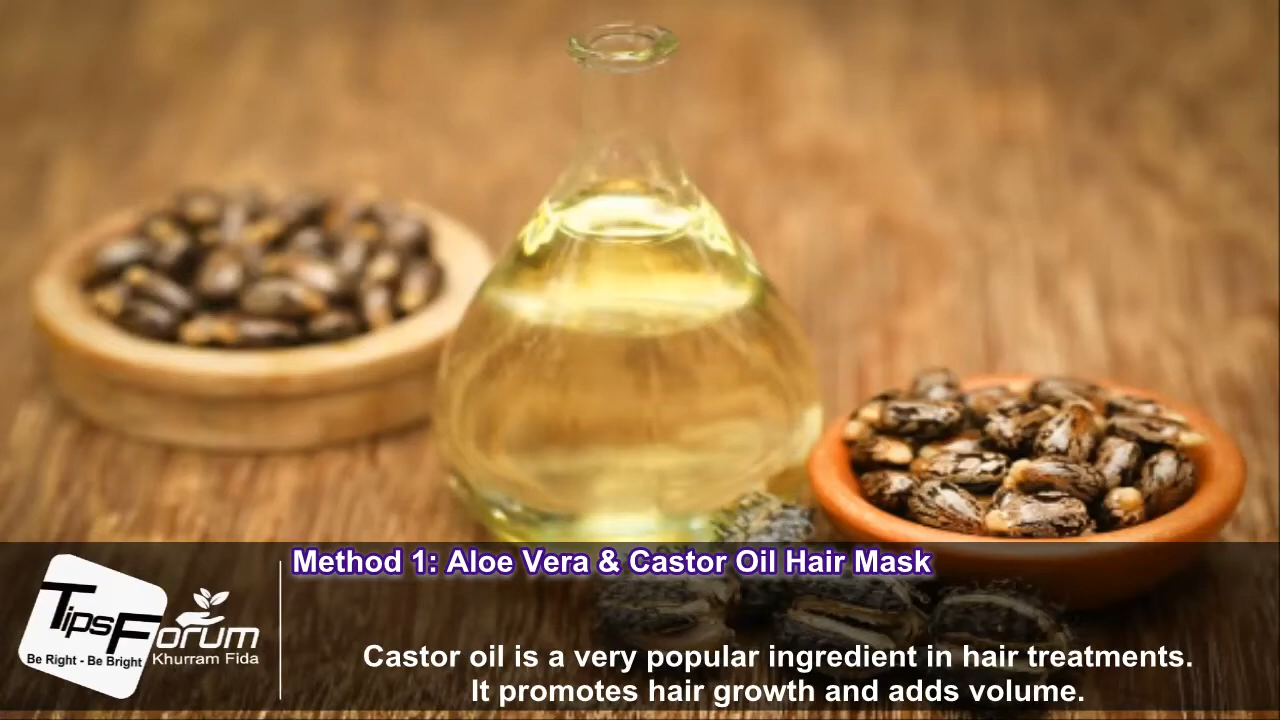 Method 1: Aloe Vera & Castor Oil Hair Mask
TipsForum
Be Right - Be Bright
Khurram Fida
Castor oil is a very popular ingredient in hair treatments.
It promotes hair growth and adds volume.